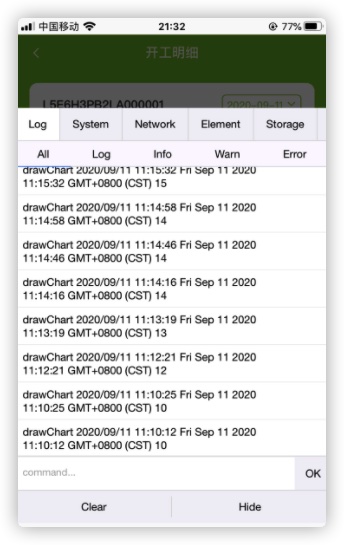 中国移动
21:32
77%
开工明细
L5E6H3PB2LA000001
2020-09-11
Log System Network Element Storage
All Log Info Warn Error
drawChart 2020/09/11 11:15:32 Fri Sep 11 2020
11:15:32 GMT+0800 (CST) 15
drawChart 2020/09/11 11:14:58 Fri Sep 11 2020
11:14:58 GMT+0800 (CST) 14
drawChart 2020/09/11 11:14:46 Fri Sep 11 2020
11:14:46 GMT+0800 (CST) 14
drawChart 2020/09/11 11:14:16 Fri Sep 11 2020
11:14:16 GMT+0800 (CST) 14
drawChart 2020/09/11 11:13:19 Fri Sep 11 2020
11:13:19 GMT+0800 (CST) 13
drawChart 2020/09/11 11:12:21 Fri Sep 11 2020
11:12:21 GMT+0800 (CST) 12
drawChart 2020/09/11 11:10:25 Fri Sep 11 2020
11:10:25 GMT+0800 (CST) 10
drawChart 2020/09/11 11:10:12 Fri Sep 11 2020
11:10:12 GMT+0800 (CST) 10
command... OK
Clear Hide